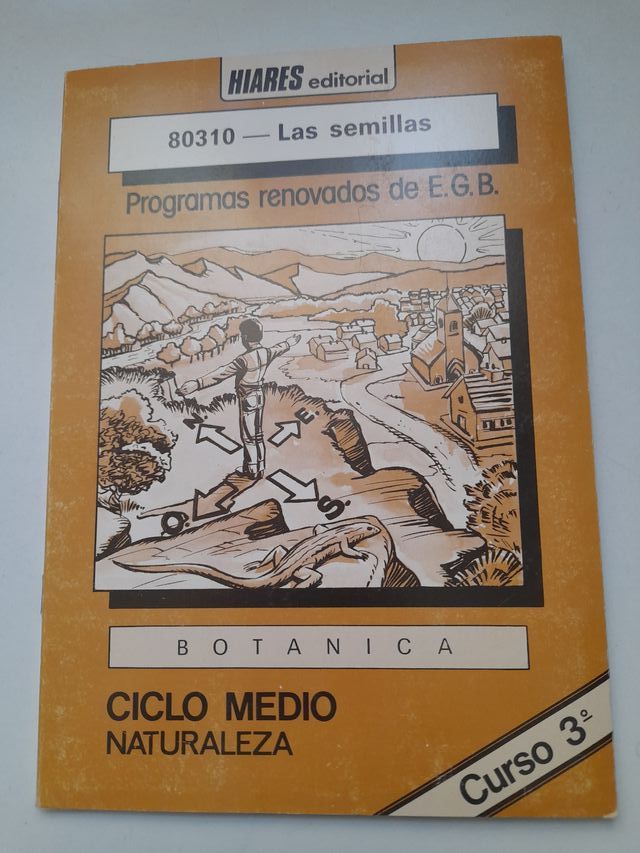 HIARES editorial
80310 — Las semillas
Programas renovados de E.G.B.
N.
E.
O.
S.
BOTANICA
CICLO MEDIO
NATURALEZA
Curso 3º